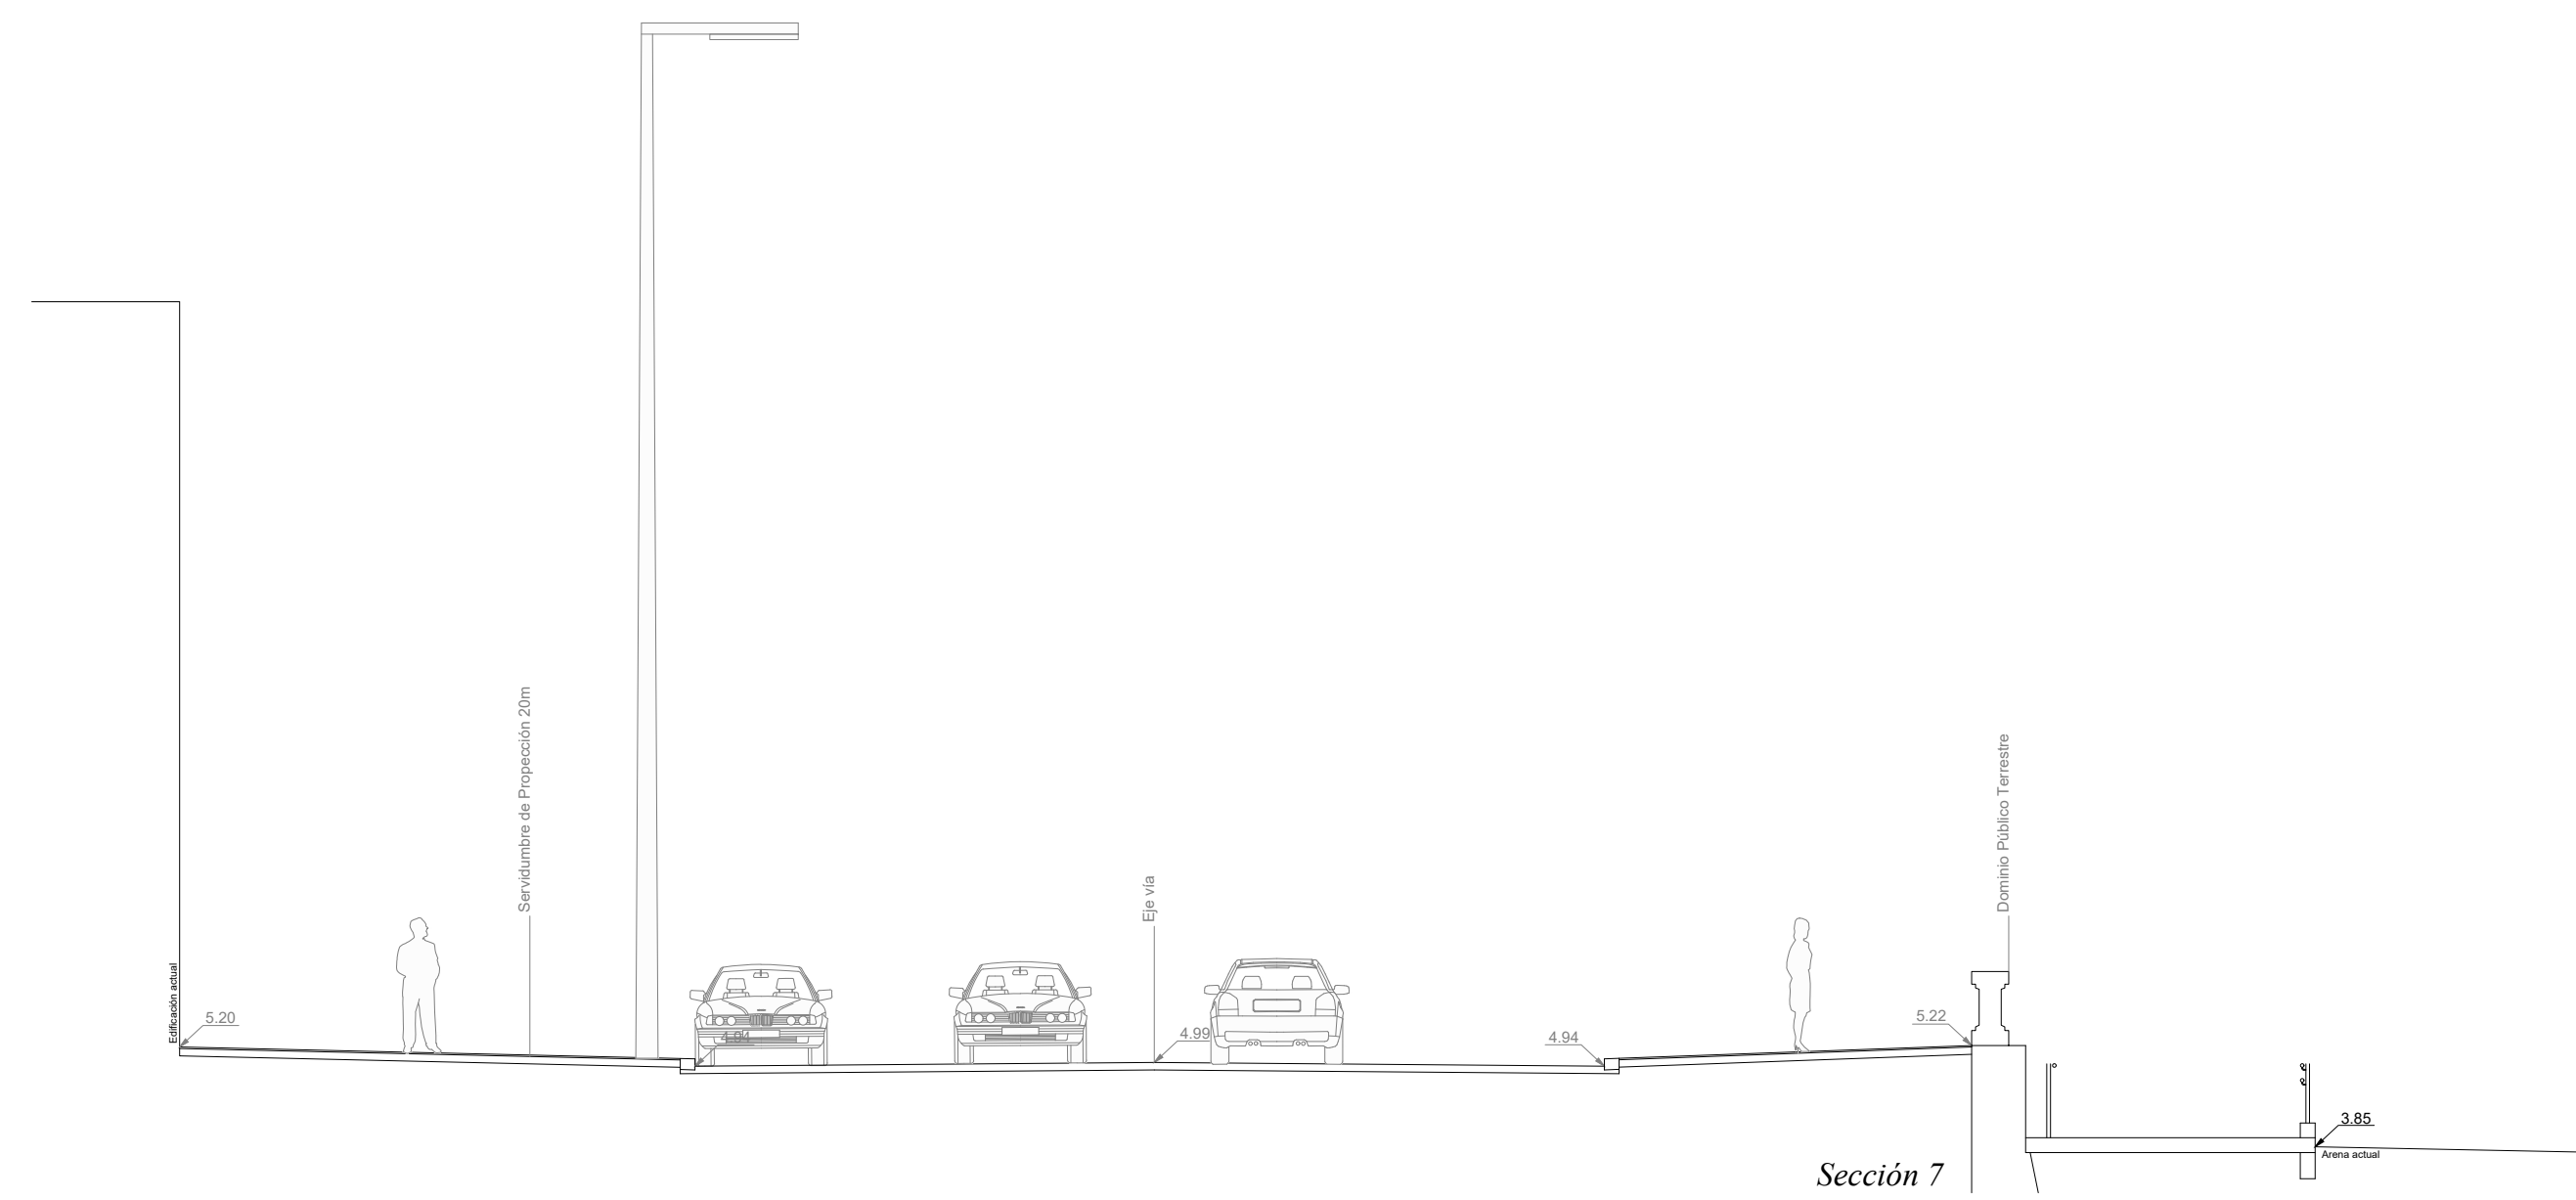 Servidumbre de Propección 20m
Dominio Público Terrestre
Eje vía
Edificación actual
5.20
4.94
4.99
4.94
5.22
3.85
Arena actual
Sección 7